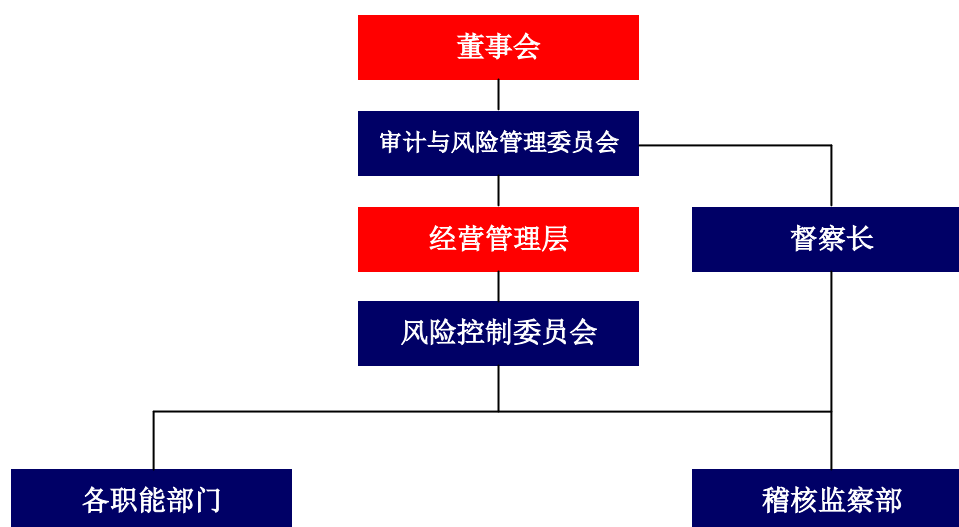 董事会
审计与风险管理委员会
经营管理层
督察长
风险控制委员会
各职能部门
稽核监察部